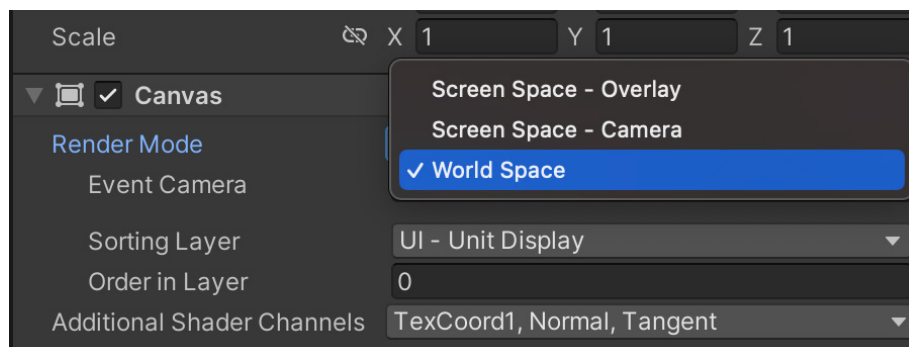 Scale X 1 Y 1 Z 1
Canvas
Screen Space - Overlay
Screen Space - Camera
Render Mode
✓ World Space
Event Camera
Sorting Layer UI - Unit Display
Order in Layer 0
Additional Shader Channels TexCoord1, Normal, Tangent